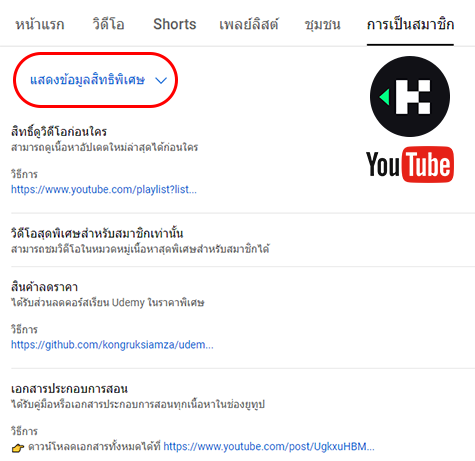 หน้าแรก วิดีโอ Shorts เพลย์ลิสต์ ชุมชน การเป็นสมาชิก
แสดงข้อมูลสิทธิพิเศษ
YouTube
สิทธิ์ดูวิดีโอก่อนใคร
สามารถดูเนื้อหาอัปเดตใหม่ล่าสุดได้ก่อนใคร
วิธีการ
https://www.youtube.com/playlist?list...
วิดีโอสุดพิเศษสำหรับสมาชิกเท่านั้น
สามารถชมวิดีโอในหมวดหมู่เนื้อหาสุดพิเศษสำหรับสมาชิกได้
สินค้าลดราคา
ได้รับส่วนลดคอร์สเรียน Udemy ในราคาพิเศษ
วิธีการ
https://github.com/kongruksiamza/udem...
เอกสารประกอบการสอน
ได้รับคู่มือหรือเอกสารประกอบการสอนทุกเนื้อหาในช่องยูทูป
วิธีการ
👉 ดาวน์โหลดเอกสารทั้งหมดได้ที่ https://www.youtube.com/post/UgkxuHBM...